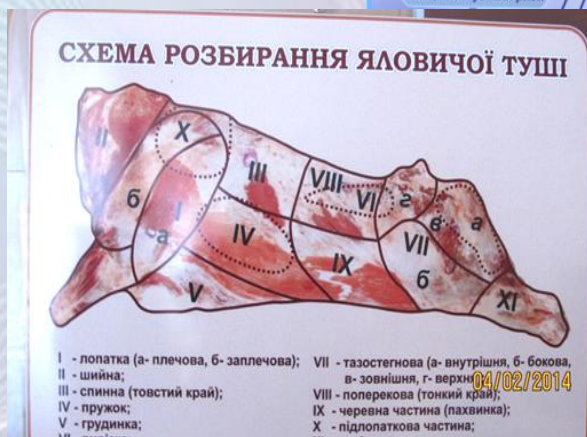 СХЕМА РОЗБИРАННЯ ЯЛОВИЧОЇ ТУШІ
II
X
III
VIII
VI
г
в
а
б
I
а
IV
VII
IX
б
V
XI
I - лопатка (а- плечова, б- заплечова);
II - шийна;
III - спинна (товстий край);
IV - пружок;
V - грудинка;
VII - тазостегнова (а- внутрішня, б- бокова,
в- зовнішня, г- верхня
VIII - поперекова (тонкий край);
IX - черевна частина (пахвинка);
X - підлопаткова частина;
04/02/2014